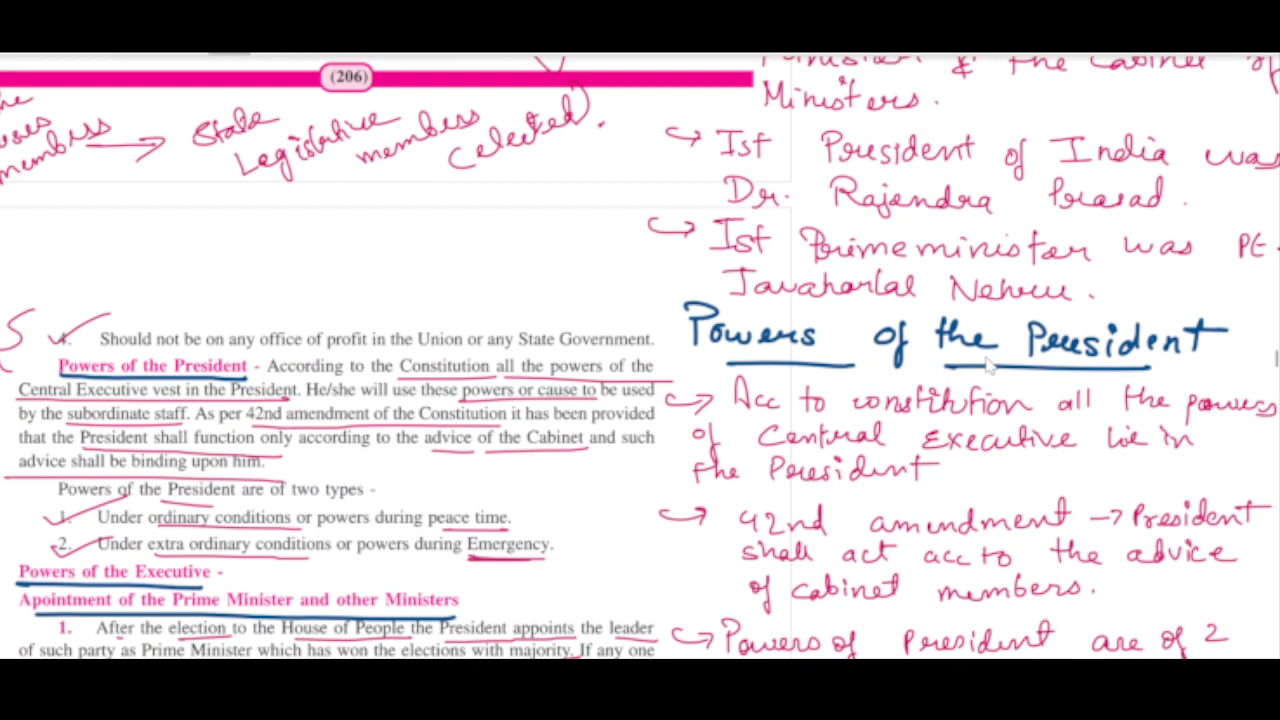 (206)
members → State
Legislative
members
(elected).
Should not be on any office of profit in the Union or any State Government.
Powers of the President - According to the Constitution all the powers of the
Central Executive vest in the President. He/she will use these powers or cause to be used
by the subordinate staff. As per 42nd amendment of the Constitution it has been provided
that the President shall function only according to the advice of the Cabinet and such
advice shall be binding upon him.
Powers of the President are of two types -
1. Under ordinary conditions or powers during peace time.
2. Under extra ordinary conditions or powers during Emergency.
Powers of the Executive -
Apointment of the Prime Minister and other Ministers
1. After the election to the House of People the President appoints the leader
of such party as Prime Minister which has won the elections with majority. If any one
& the Cabinet of
Ministers.
Ist President of India was
Dr. Rajendra Prasad.
Ist Primeminister was Pt.
Jawaharlal Nehru.
Powers of the President
Acc to constitution all the powers
of Central Executive lie in
the President
42nd amendment → President
shall act acc to the advice
of cabinet members.
Powers of President are of 2